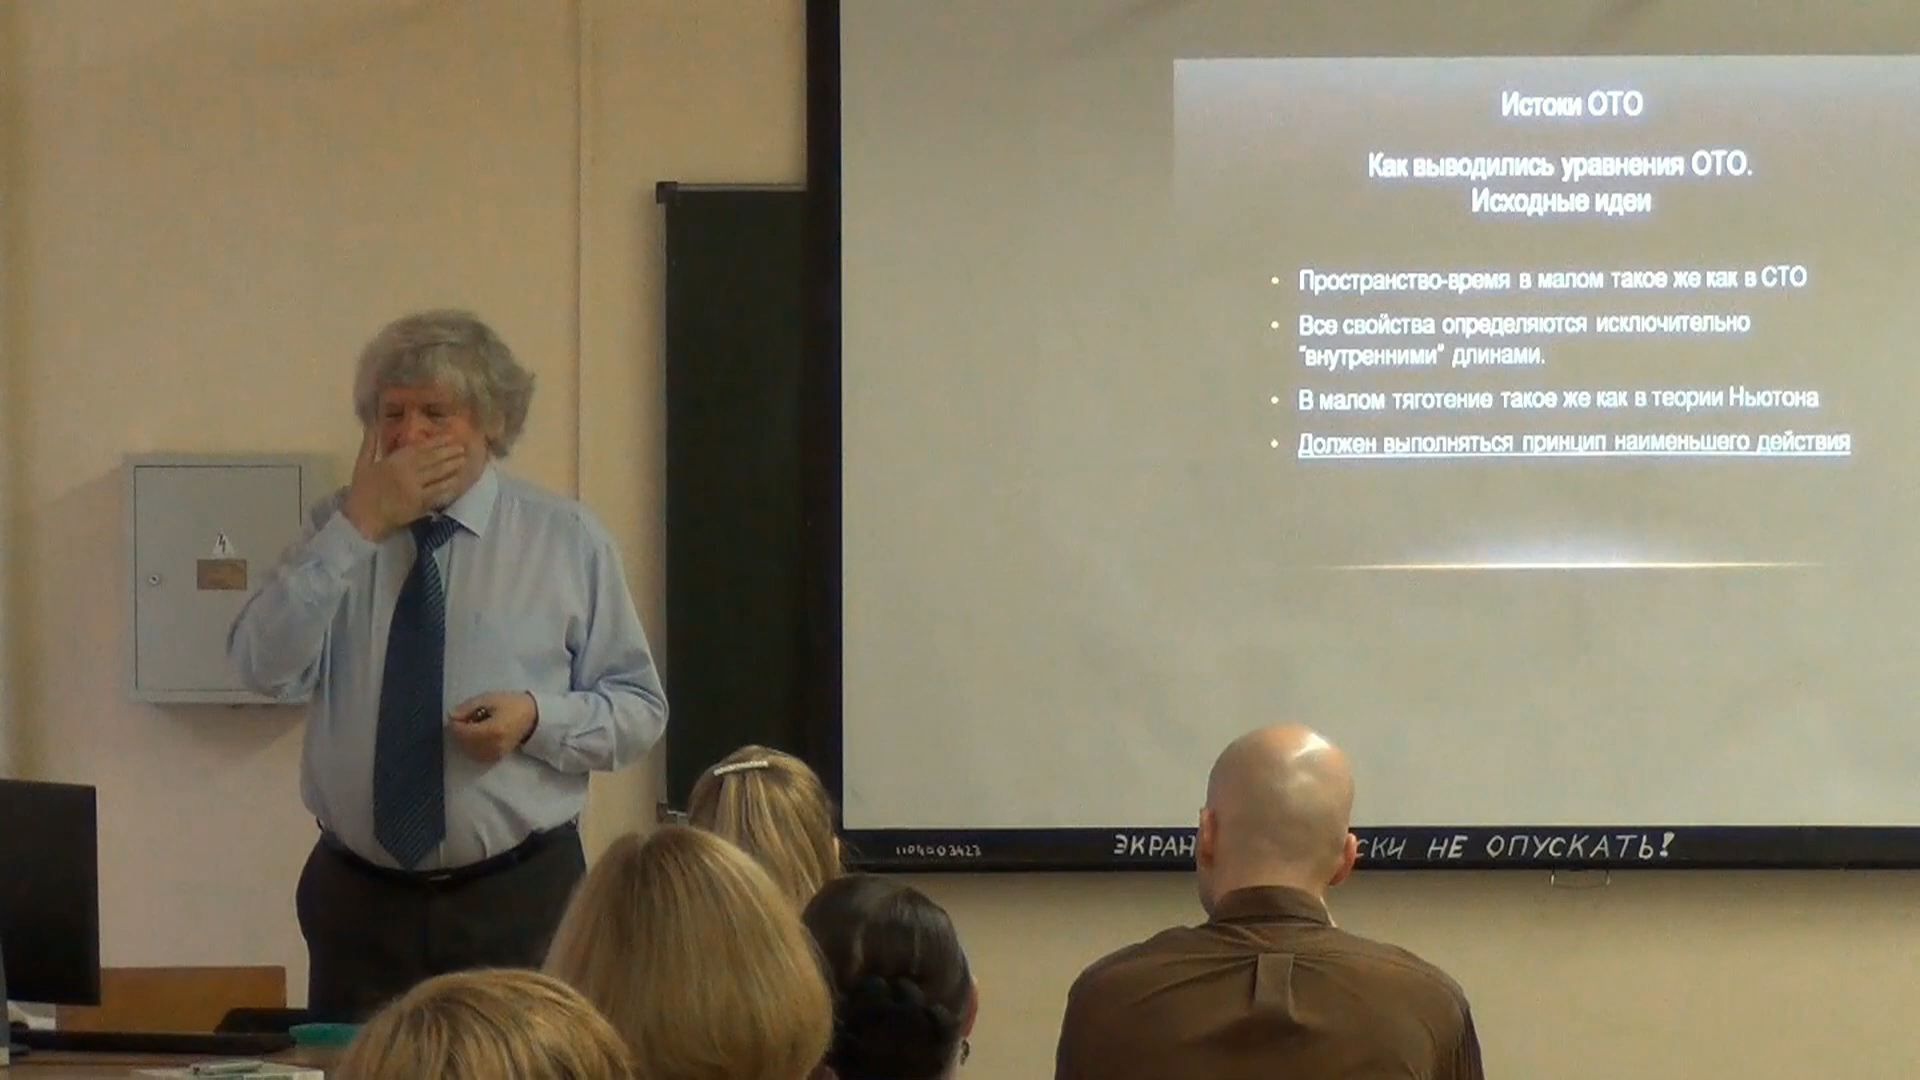 Истоки ОТО
Как выводились уравнения ОТО.
Исходные идеи
• Пространство-время в малом такое же как в СТО
• Все свойства определяются исключительно
"внутренними" длинами.
• В малом тяготение такое же как в теории Ньютона
• Должен выполняться принцип наименьшего действия
ЭКРАН НЕ ОПУСКАТЬ!